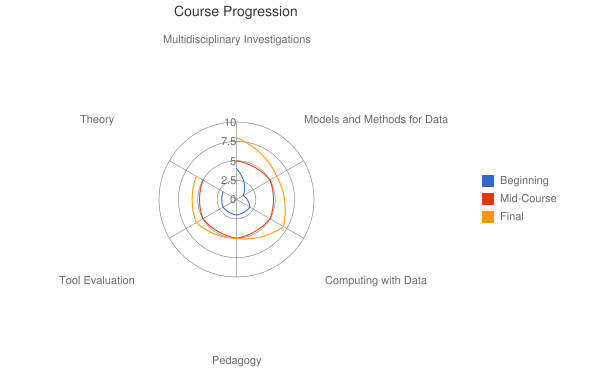 Course Progression
Multidisciplinary Investigations
Theory
Models and Methods for Data
10
7.5
5
2.5
0
Beginning
Mid-Course
Final
Tool Evaluation
Computing with Data
Pedagogy